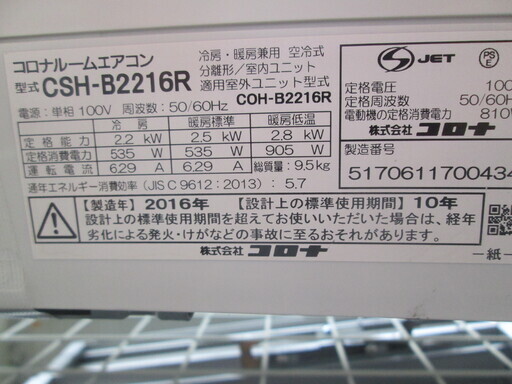 コロナルームエアコン
型式 CSH-B2216R
冷房・暖房兼用 空冷式
分離形/室内ユニット
適用室外ユニット型式
COH-B2216R
電源:単相100V 周波数:50/60Hz
冷房 暖房標準 暖房低温
定格能力 2.2 kW 2.5 kW 2.8 kW
定格消費電力 535 W 535 W 905 W
運転電流 6.29 A 6.29 A 総質量:9.5kg
通年エネルギー消費効率(JIS C 9612:2013):5.7
【製造年】2016年 【設計上の標準使用期間】10年
設計上の標準使用期間を超えてお使いいただいた場合は、経年
劣化による発火・けがなどの事故に至るおそれがあります。
株式会社コロナ
S JET
PS E
定格電圧 100
定格周波数 50/60H
電動機の定格消費電力 810W
株式会社コロナ
製造番号
5170611700434
ー紙ー